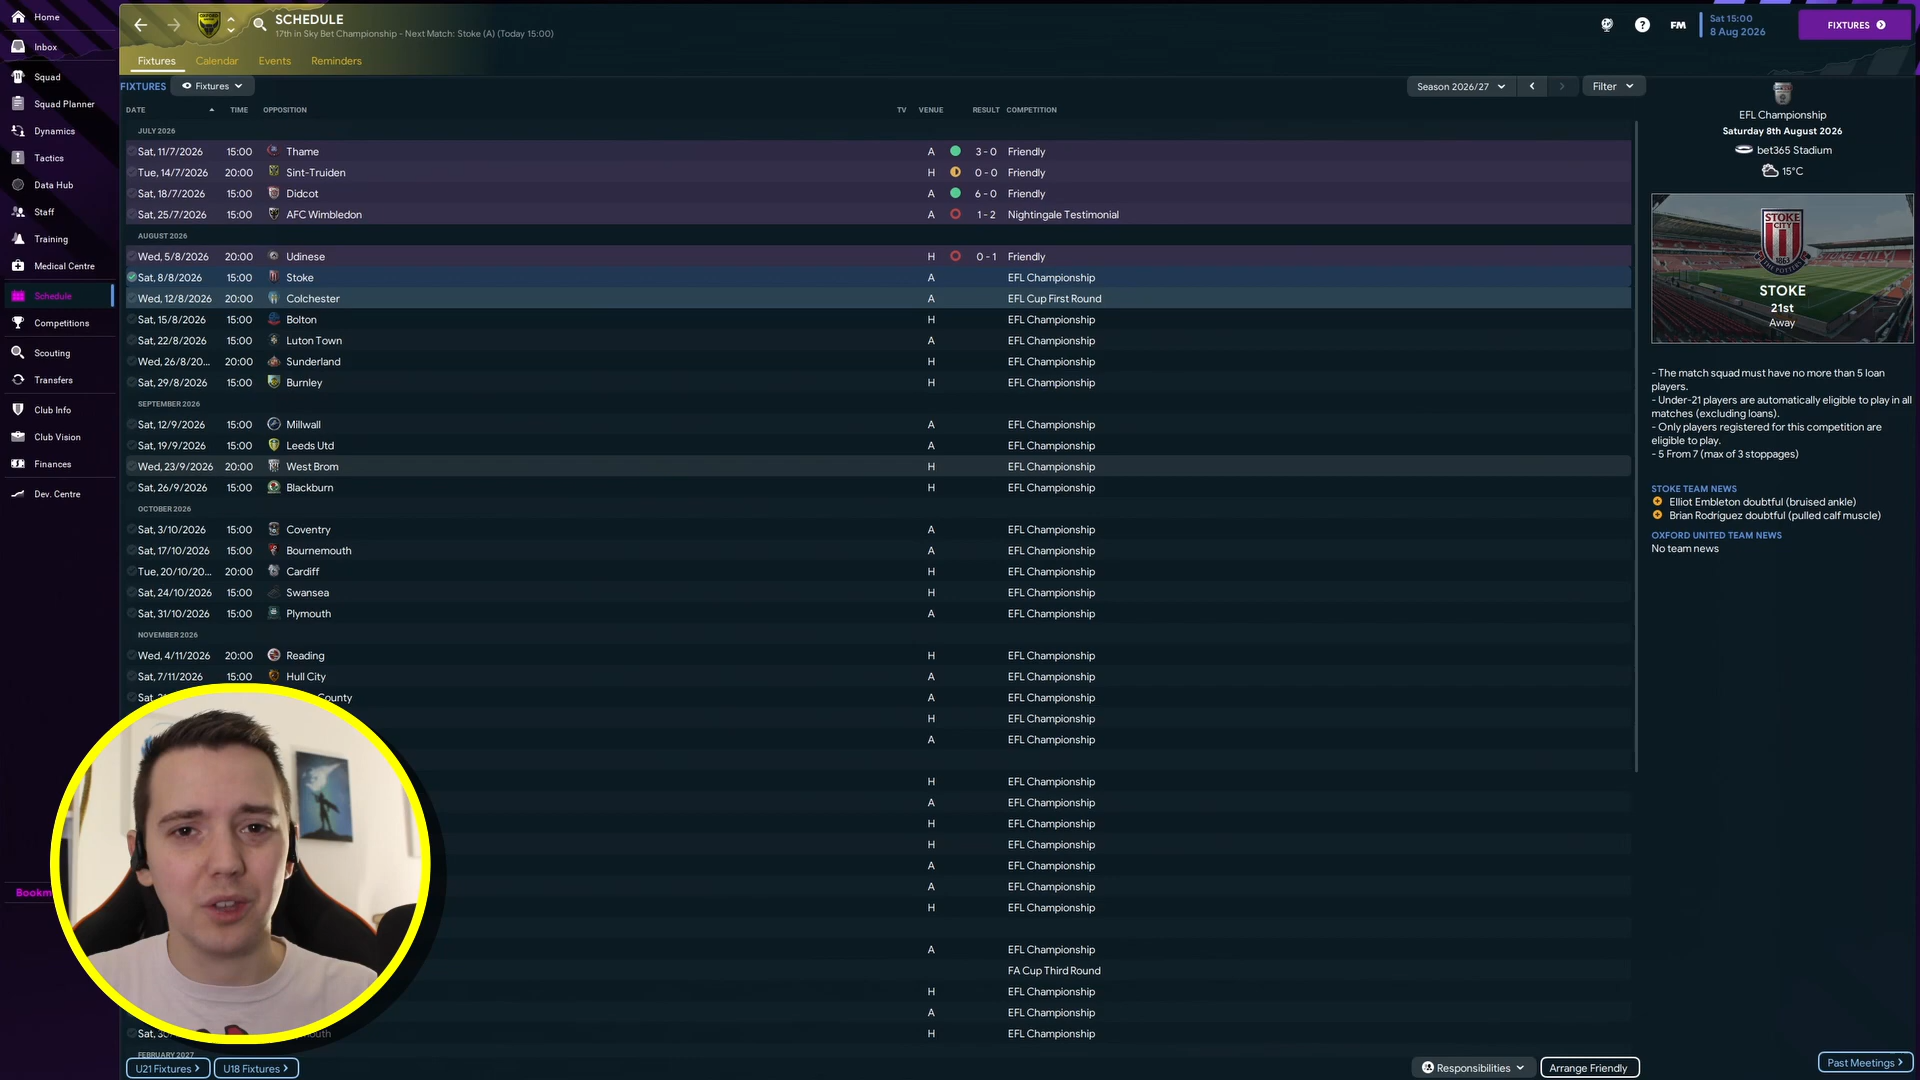 Home
Inbox
Squad
Squad Planner
Dynamics
Tactics
Data Hub
Staff
Training
Medical Centre
Schedule
Competitions
Scouting
Transfers
Club Info
Club Vision
Finances
Dev. Centre
SCHEDULE
17th in Sky Bet Championship - Next Match: Stoke (A) (Today 15:00)
FM
Sat 15:00
8 Aug 2026
FIXTURES
Fixtures Calendar Events Reminders
FIXTURES Fixtures Season 2026/27 Filter
DATE TIME OPPOSITION TV VENUE RESULT COMPETITION
JULY 2026
Sat, 11/7/2026 15:00 Thame A 3 - 0 Friendly
Tue, 14/7/2026 20:00 Sint-Truiden H 0 - 0 Friendly
Sat, 18/7/2026 15:00 Didcot A 6 - 0 Friendly
Sat, 25/7/2026 15:00 AFC Wimbledon A 1 - 2 Nightingale Testimonial
AUGUST 2026
Wed, 5/8/2026 20:00 Udinese H 0 - 1 Friendly
Sat, 8/8/2026 15:00 Stoke A EFL Championship
Wed, 12/8/2026 20:00 Colchester A EFL Cup First Round
Sat, 15/8/2026 15:00 Bolton H EFL Championship
Sat, 22/8/2026 15:00 Luton Town A EFL Championship
Wed, 26/8/20... 20:00 Sunderland H EFL Championship
Sat, 29/8/2026 15:00 Burnley H EFL Championship
SEPTEMBER 2026
Sat, 12/9/2026 15:00 Millwall A EFL Championship
Sat, 19/9/2026 15:00 Leeds Utd A EFL Championship
Wed, 23/9/2026 20:00 West Brom H EFL Championship
Sat, 26/9/2026 15:00 Blackburn H EFL Championship
OCTOBER 2026
Sat, 3/10/2026 15:00 Coventry A EFL Championship
Sat, 17/10/2026 15:00 Bournemouth A EFL Championship
Tue, 20/10/20... 20:00 Cardiff H EFL Championship
Sat, 24/10/2026 15:00 Swansea H EFL Championship
Sat, 31/10/2026 15:00 Plymouth A EFL Championship
NOVEMBER 2026
Wed, 4/11/2026 20:00 Reading H EFL Championship
Sat, 7/11/2026 15:00 Hull City A EFL Championship
County A EFL Championship
H EFL Championship
A EFL Championship
H EFL Championship
A EFL Championship
H EFL Championship
H EFL Championship
A EFL Championship
A EFL Championship
H EFL Championship
A EFL Championship
FA Cup Third Round
H EFL Championship
A EFL Championship
Sat, H EFL Championship
FEBRUARY 2027
U21 Fixtures U18 Fixtures Responsibilities Arrange Friendly
EFL Championship
Saturday 8th August 2026
bet365 Stadium
15°C
STOKE
CITY
1863
THE POTTERS
STOKE
21st
Away
- The match squad must have no more than 5 loan
players.
- Under-21 players are automatically eligible to play in all
matches (excluding loans).
- Only players registered for this competition are
eligible to play.
- 5 From 7 (max of 3 stoppages)
STOKE TEAM NEWS
Elliot Embleton doubtful (bruised ankle)
Brian Rodríguez doubtful (pulled calf muscle)
OXFORD UNITED TEAM NEWS
No team news
Past Meetings